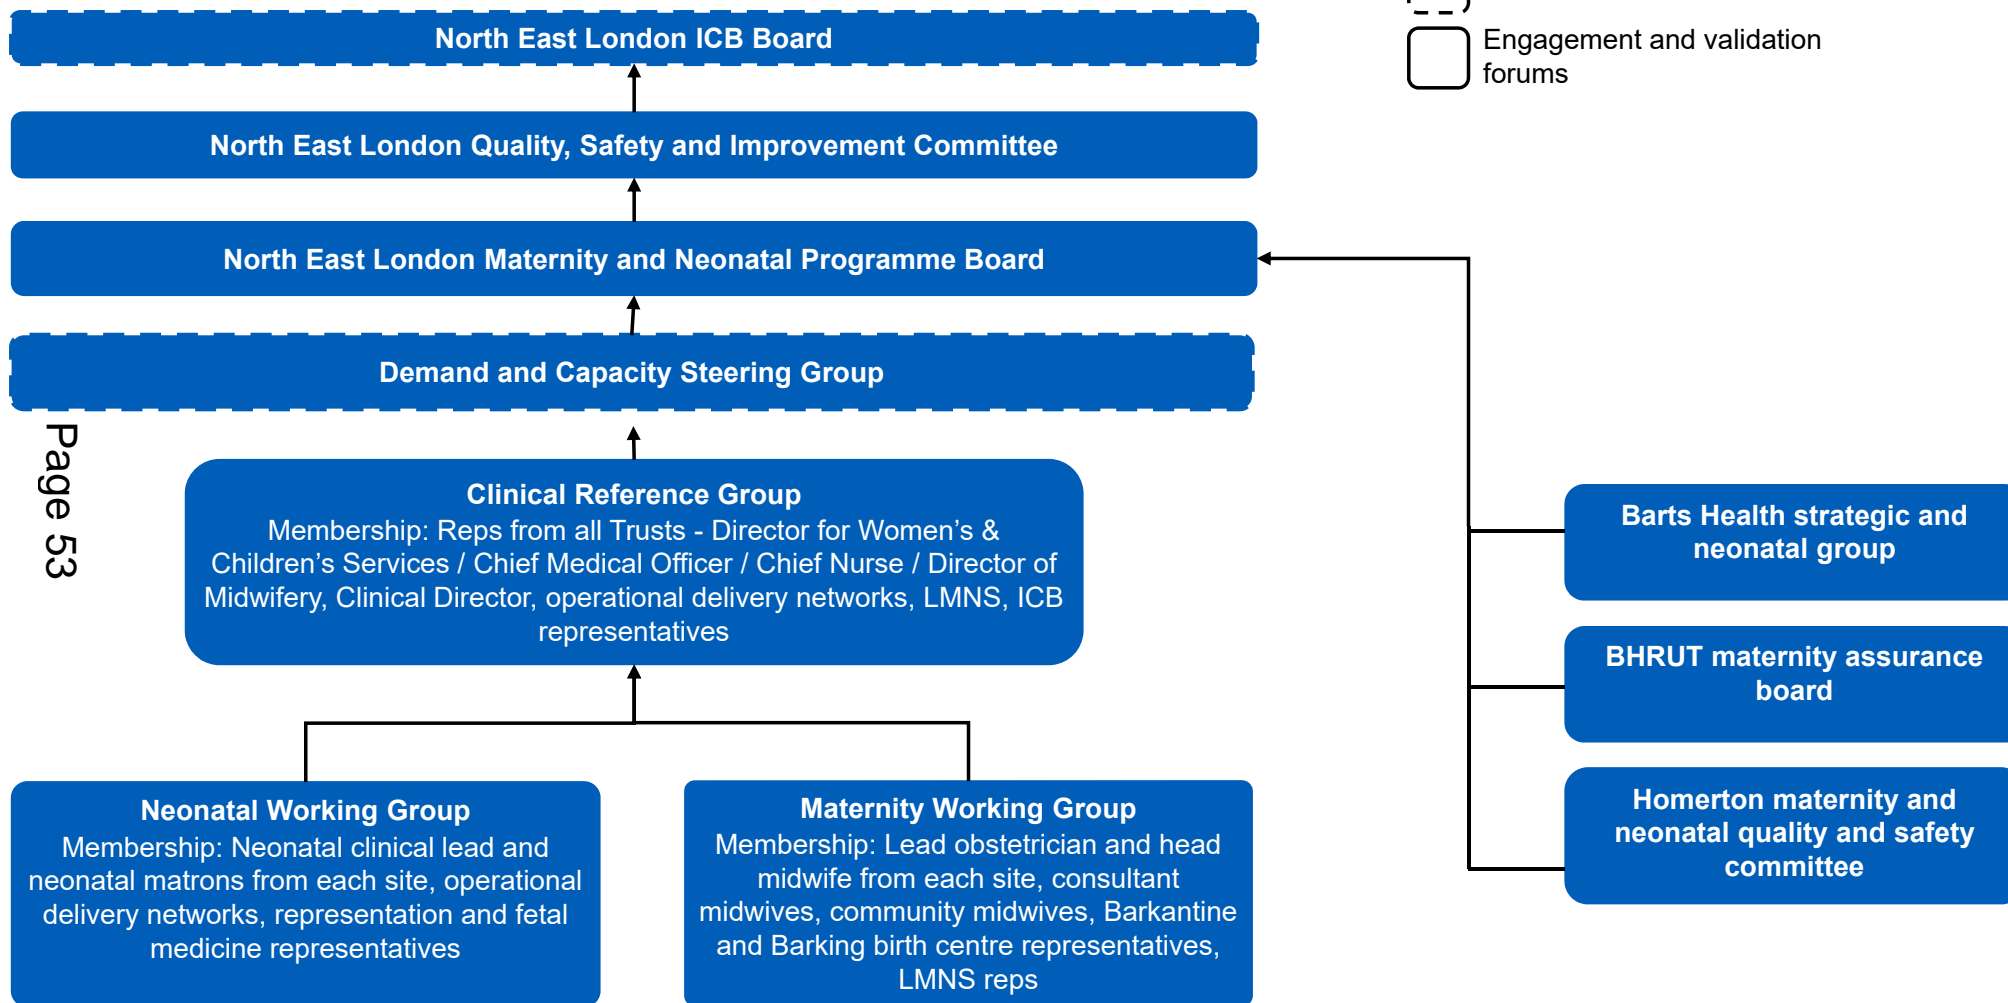 North East London ICB Board
Engagement and validation
forums
North East London Quality, Safety and Improvement Committee
North East London Maternity and Neonatal Programme Board
Demand and Capacity Steering Group
Page 53
Clinical Reference Group
Membership: Reps from all Trusts - Director for Women’s &
Children’s Services / Chief Medical Officer / Chief Nurse / Director of
Midwifery, Clinical Director, operational delivery networks, LMNS, ICB
representatives
Barts Health strategic and
neonatal group
BHRUT maternity assurance
board
Homerton maternity and
neonatal quality and safety
committee
Neonatal Working Group
Membership: Neonatal clinical lead and
neonatal matrons from each site, operational
delivery networks, representation and fetal
medicine representatives
Maternity Working Group
Membership: Lead obstetrician and head
midwife from each site, consultant
midwives, community midwives, Barkantine
and Barking birth centre representatives,
LMNS reps